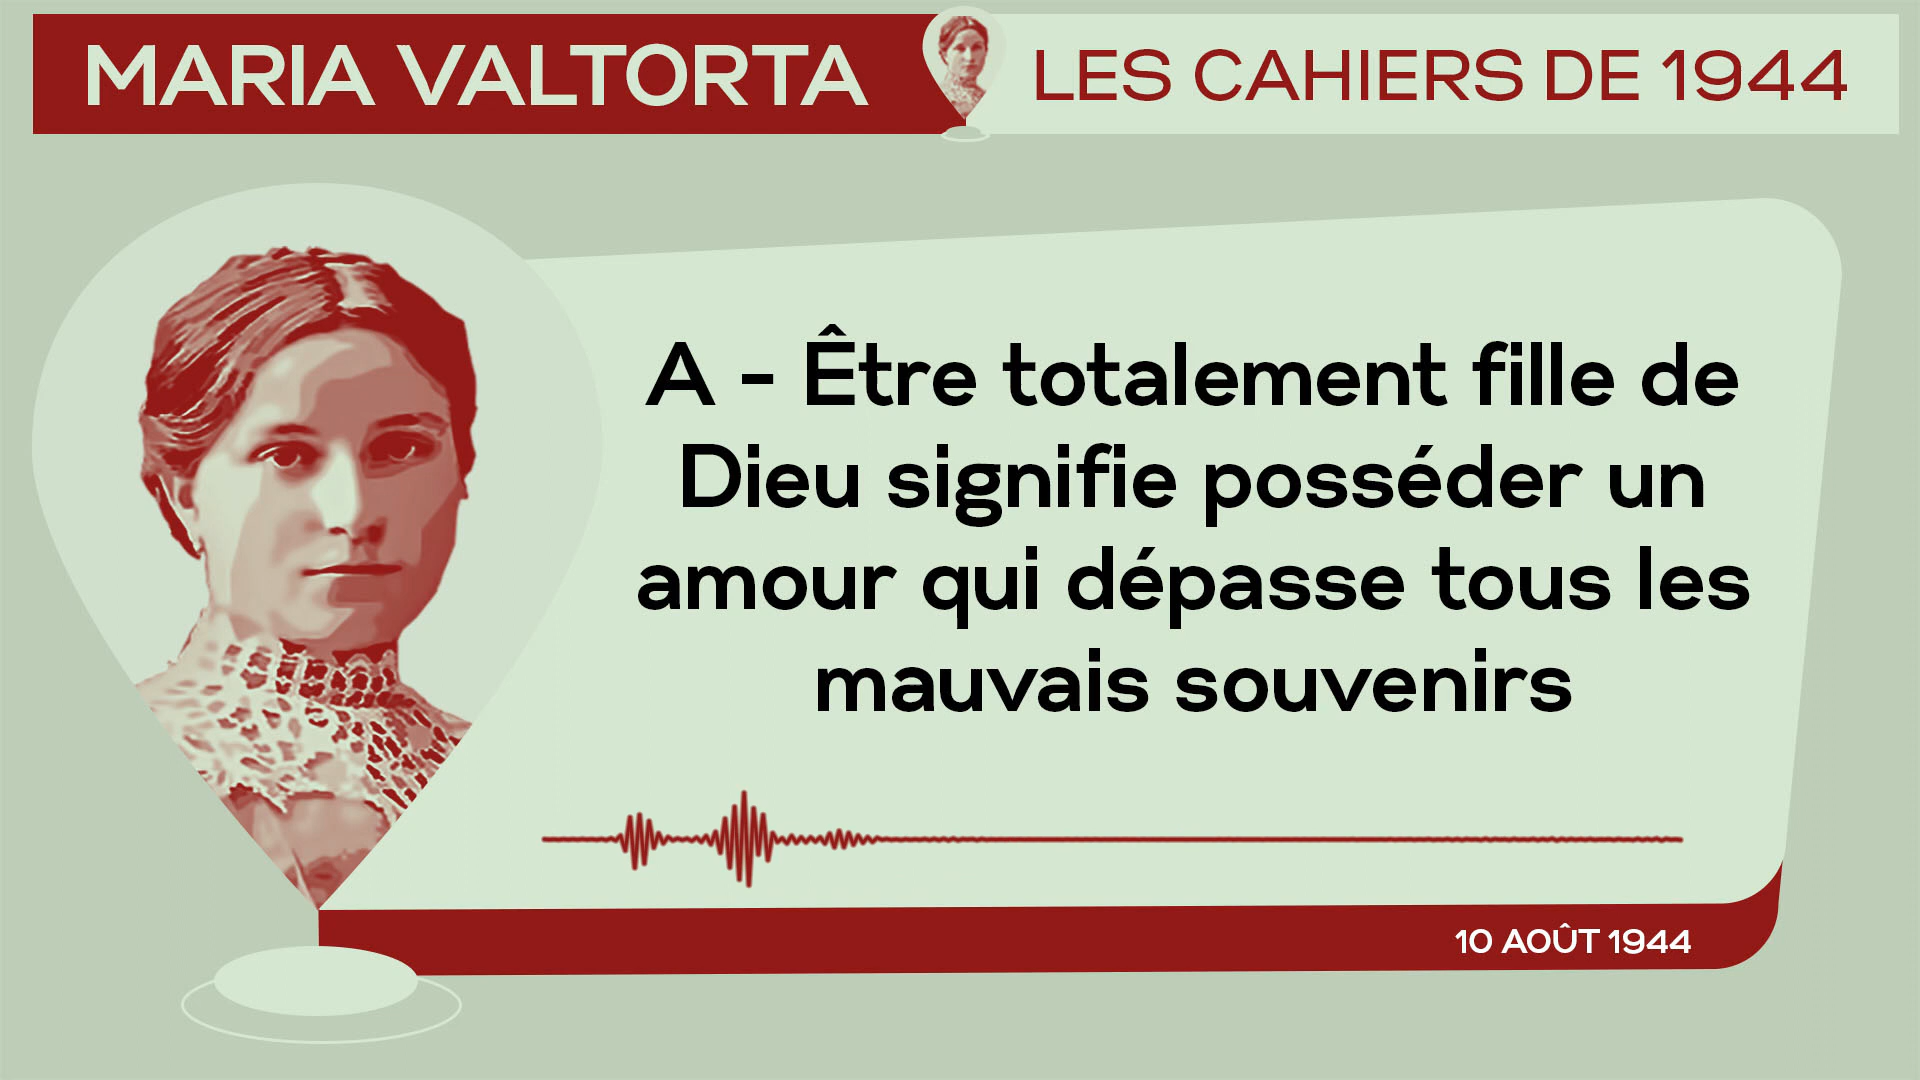 MARIA VALTORTA
LES CAHIERS DE 1944
A - Être totalement fille de
Dieu signifie posséder un
amour qui dépasse tous les
mauvais souvenirs
10 AOÛT 1944